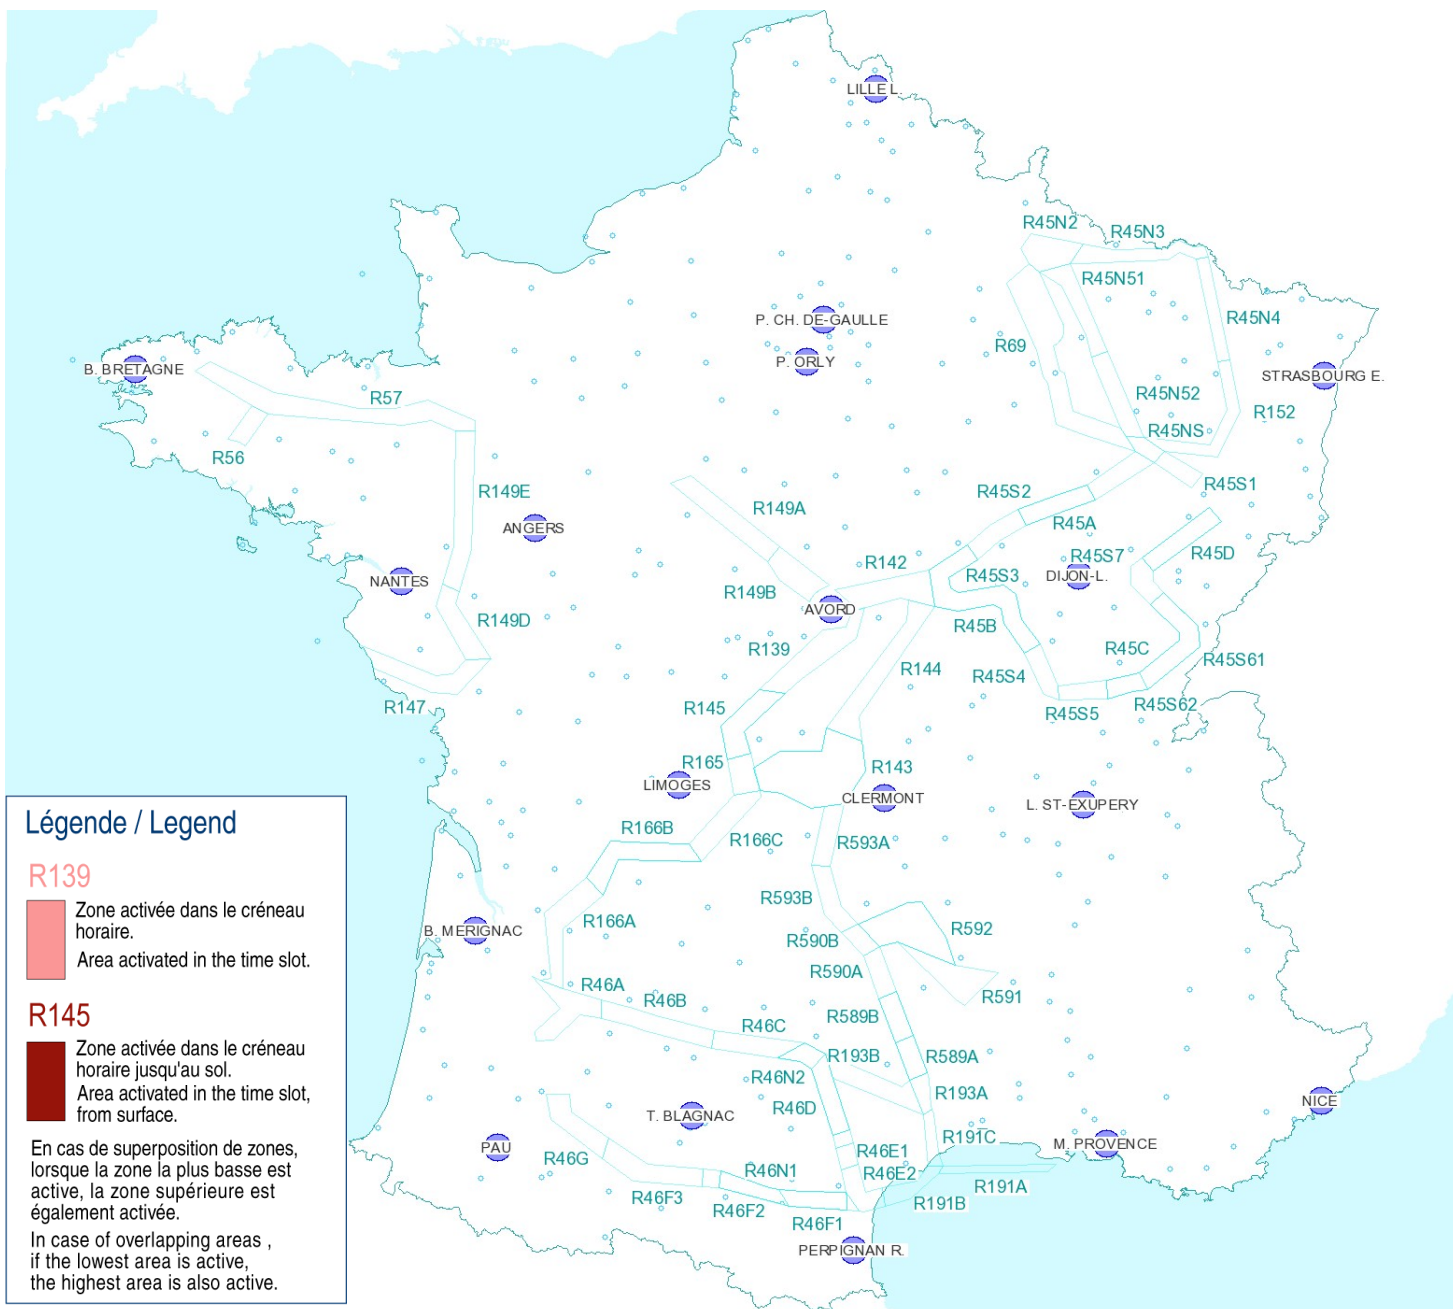 LILLE L.
R45N2
R45N3
R45N51
P. CH. DE-GAULLE
R45N4
R69
P. ORLY
B. BRETAGNE
STRASBOURG E.
R57
R45N52
R152
R45NS
R56
R149E
R45S2
R45S1
R149A
ANGERS
R45A
R45S7
R45D
R142
NANTES
R45S3
DIJON-L.
R149B
AVORD
R149D
R45B
R139
R45C
R45S61
R144
R45S4
R147
R145
R45S5
R45S62
R165
R143
LIMOGES
CLERMONT
L. ST-EXUPERY
R166B
R166C
R593A
R593B
R166A
B. MERIGNAC
R590B
R592
R590A
R46A
R46B
R591
R46C
R589B
R193B
R589A
R46N2
R193A
R46D
T. BLAGNAC
NICE
PAU
R191C
M. PROVENCE
R46G
R46E1
R46N1
R46E2
R191A
R46F3
R46F2
R46F1
R191B
PERPIGNAN R.
Légende / Legend
R139
Zone activée dans le créneau
horaire.
Area activated in the time slot.
R145
Zone activée dans le créneau
horaire jusqu'au sol.
Area activated in the time slot,
from surface.
En cas de superposition de zones,
lorsque la zone la plus basse est
active, la zone supérieure est
également activée.
In case of overlapping areas ,
if the lowest area is active,
the highest area is also active.